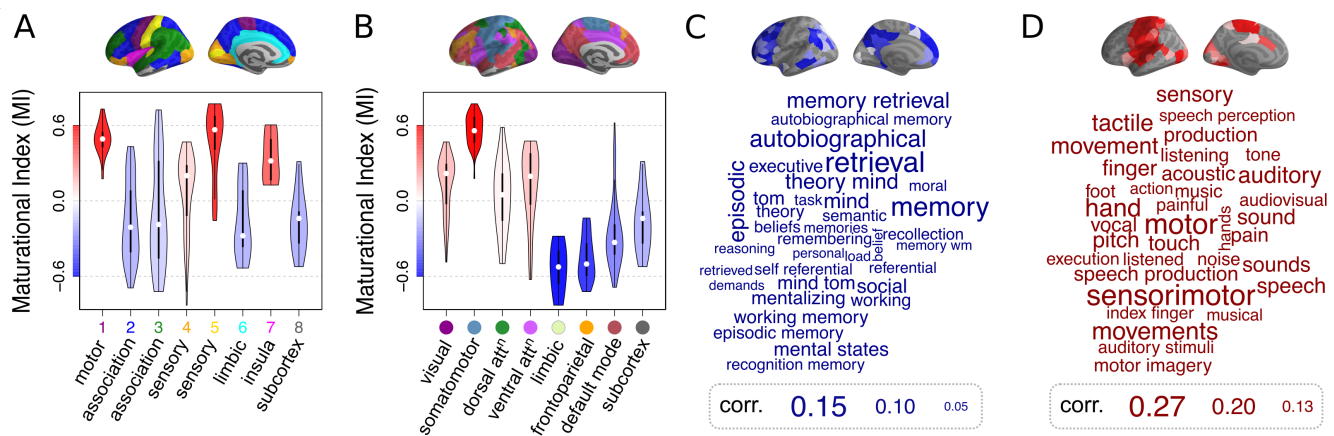 A
Maturational Index (MI)
0.6
0.0
−0.6
1 2 3 4 5 6 7 8
motor
association
association
sensory
sensory
limbic
insula
subcortex
B
Maturational Index (MI)
0.6
0.0
−0.6
visual
somatomotor
dorsal attⁿ
ventral attⁿ
limbic
frontoparietal
default mode
subcortex
C
memory retrieval
autobiographical memory
autobiographical
episodic
executive retrieval
theory mind moral
tom task mind
memory
theory semantic
beliefs memories
remembering belief recollection
reasoning
memory wm
personal load
retrieved self referential referential
demands
mind tom social
mentalizing working
working memory
episodic memory
mental states
recognition memory
corr. 0.15 0.10 0.05
D
sensory
speech perception
tactile
production
movement
listening tone
finger acoustic auditory
foot action music
painful audiovisual
hand
motor hands sound
vocal
pitch touch pain
execution listened noise sounds
speech production
speech
sensorimotor
index finger musical
movements
auditory stimuli
motor imagery
corr. 0.27 0.20 0.13